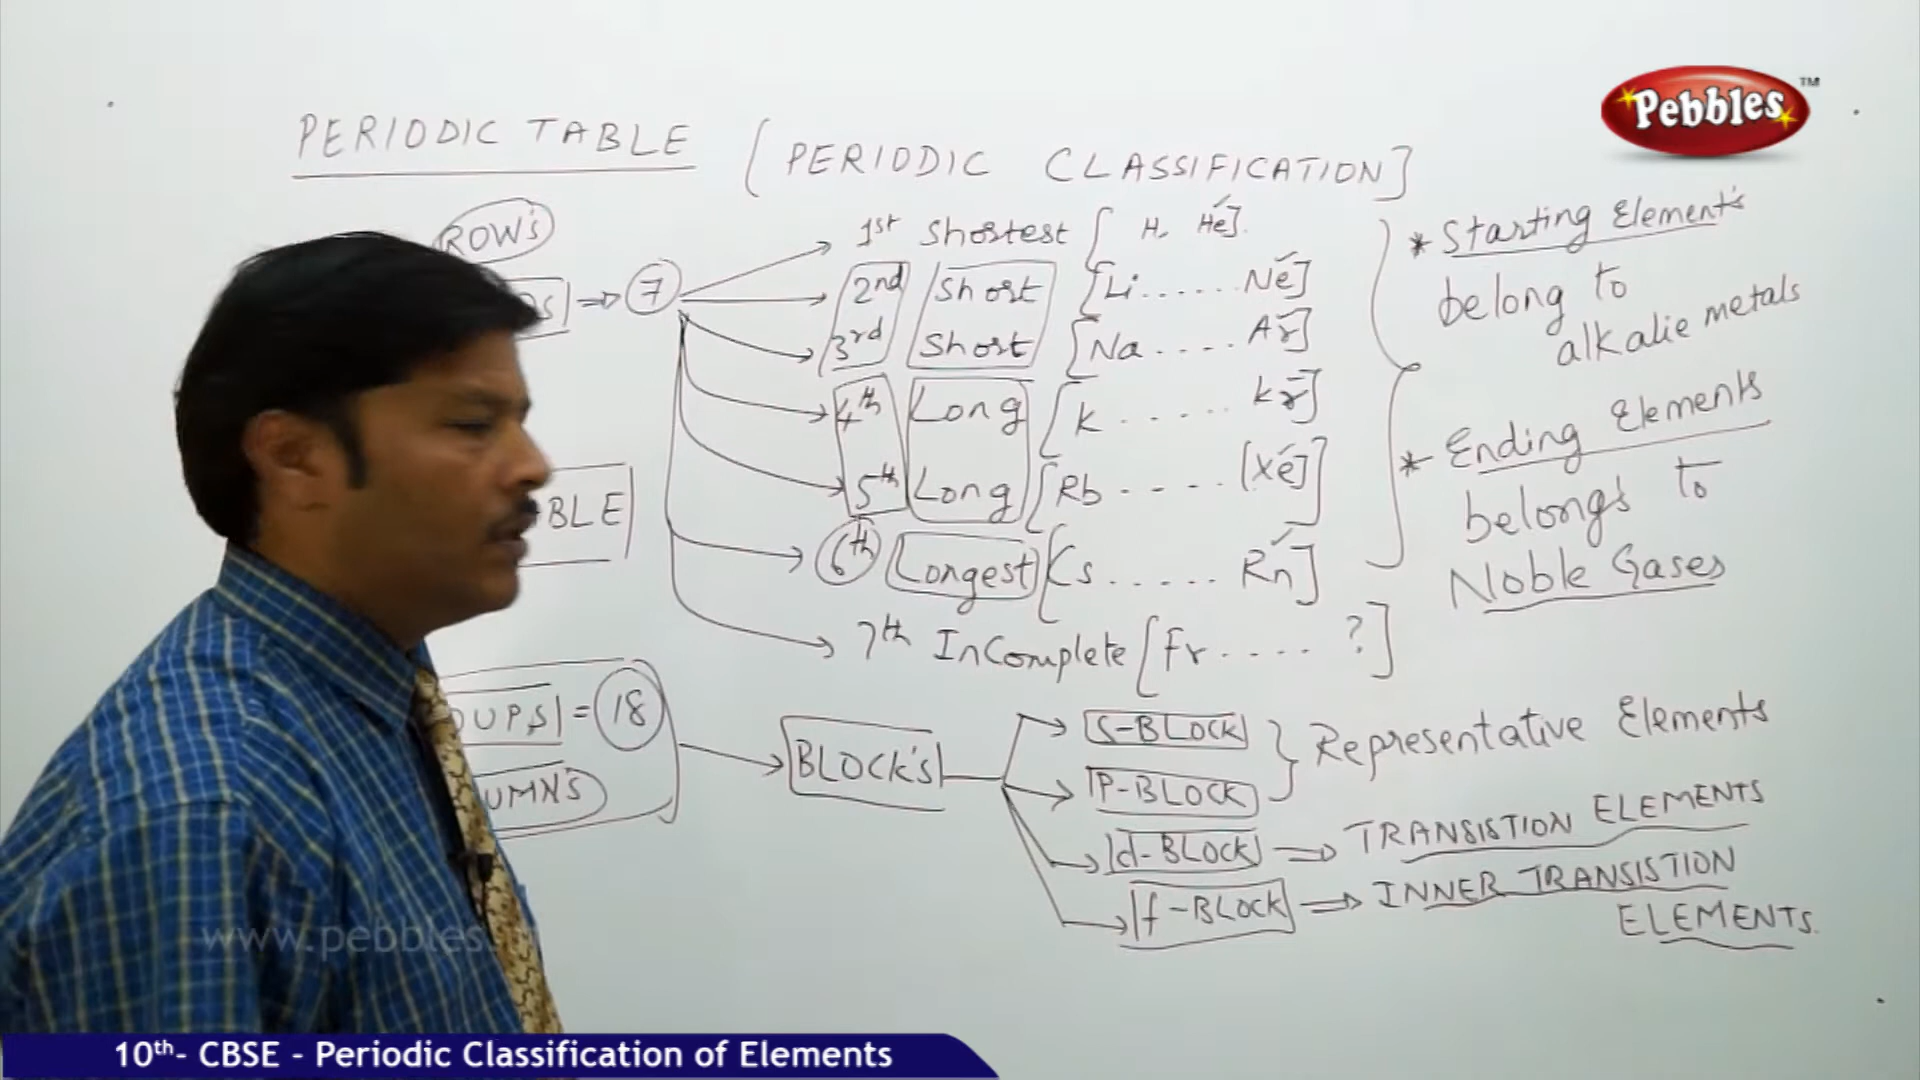 Pebbles™
PERIODIC TABLE [PERIODIC CLASSIFICATION]
ROW's
⇒ 7
1st Shortest [H, He].
2nd Short [Li...... Ne]
3rd Short [Na..... Ar]
4th Long [K...... Kr]
5th Long [Rb..... [Xe]
6th Longest [Cs...... Rn]
7th InComplete [Fr..... ?]
* Starting Element's
belong to
alkalie metals
* Ending Elements
belongs to
Noble Gases
BLE
UPS = 18
UMN's
BLOCK's
S-BLOCK
P-BLOCK
Representative Elements
d-BLOCK ⇒ TRANSISTION ELEMENTS
f-BLOCK ⇒ INNER TRANSISTION
ELEMENTS.
www.pebbles.
10th- CBSE - Periodic Classification of Elements